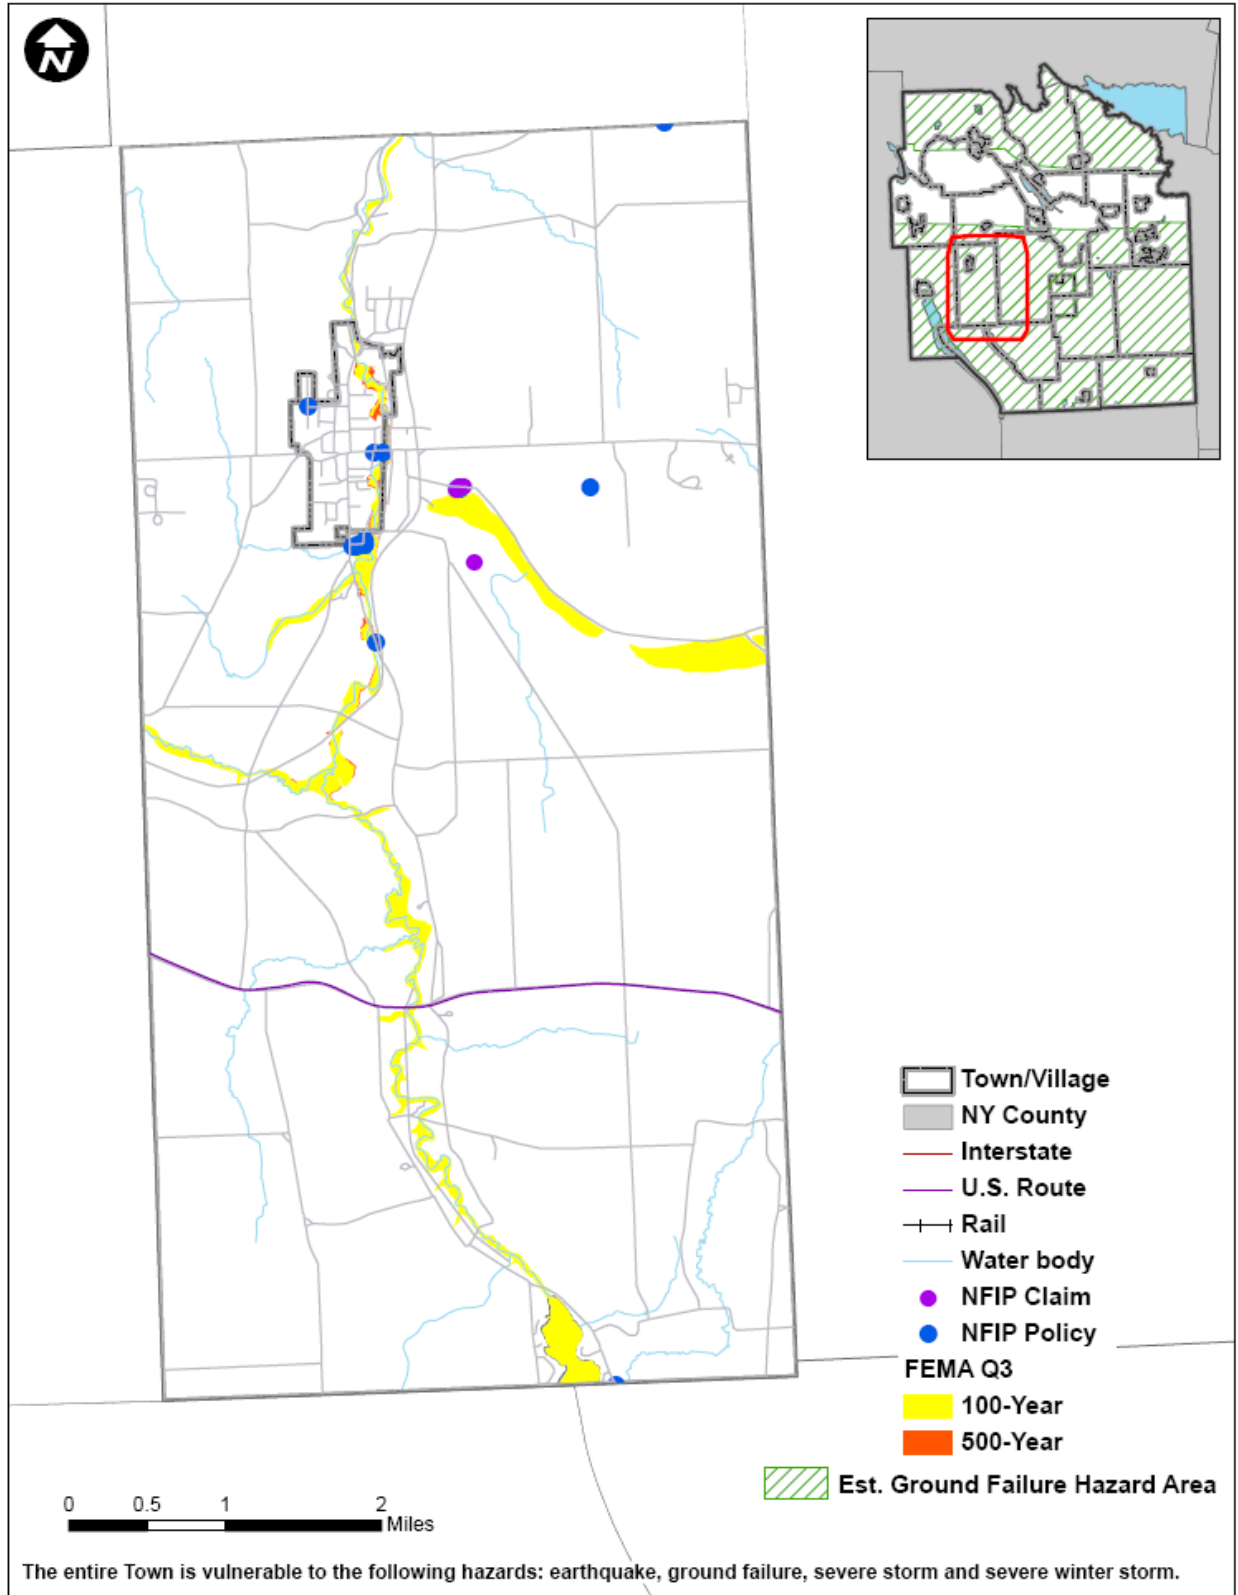 N
Town/Village
NY County
Interstate
U.S. Route
Rail
Water body
NFIP Claim
NFIP Policy
FEMA Q3
100-Year
500-Year
Est. Ground Failure Hazard Area
0 0.5 1 2
Miles
The entire Town is vulnerable to the following hazards: earthquake, ground failure, severe storm and severe winter storm.